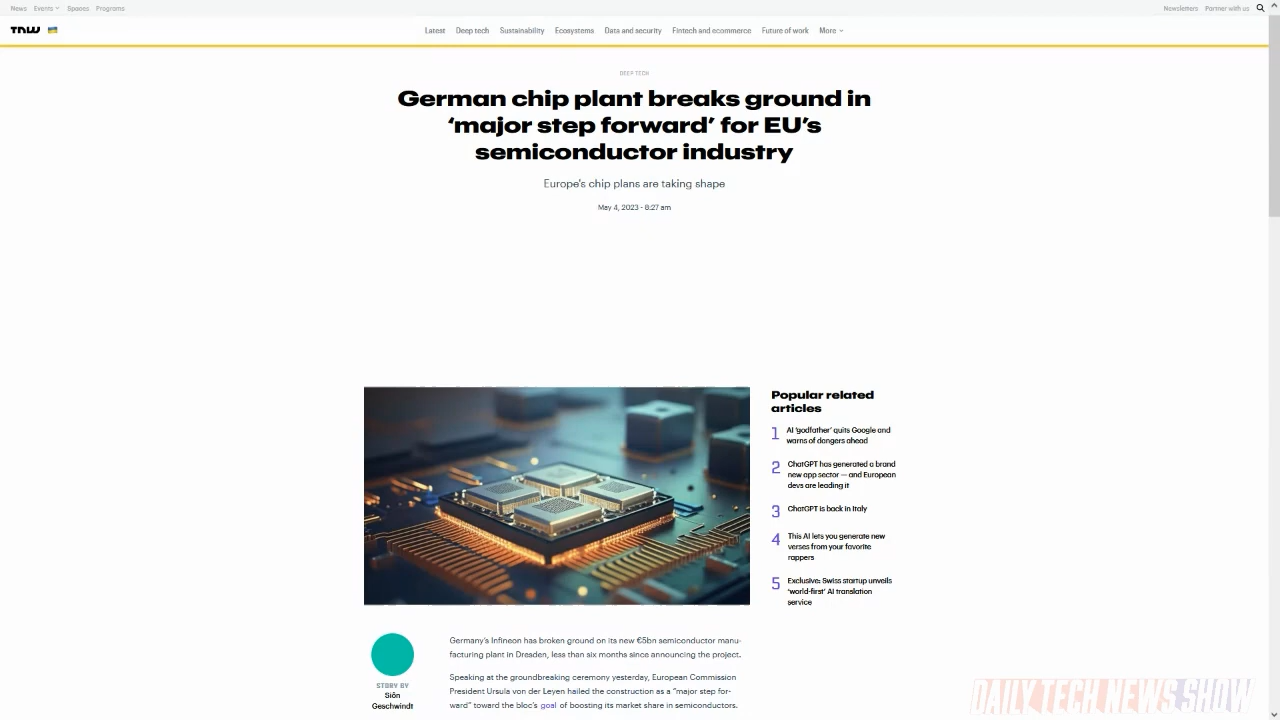 News Events Spaces Programs Newsletters Partner with us
TNW Latest Deep tech Sustainability Ecosystems Data and security Fintech and ecommerce Future of work More
DEEP TECH
German chip plant breaks ground in
‘major step forward’ for EU’s
semiconductor industry
Europe's chip plans are taking shape
May 4, 2023 - 8:27 am
Popular related
articles
1 AI ‘godfather’ quits Google and
warns of dangers ahead
2 ChatGPT has generated a brand
new app sector — and European
devs are leading it
3 ChatGPT is back in Italy
4 This AI lets you generate new
verses from your favorite
rappers
5 Exclusive: Swiss startup unveils
‘world-first’ AI translation
service
STORY BY
Siôn
Geschwindt
Germany’s Infineon has broken ground on its new €5bn semiconductor manu-
facturing plant in Dresden, less than six months since announcing the project.
Speaking at the groundbreaking ceremony yesterday, European Commission
President Ursula von der Leyen hailed the construction as a “major step for-
ward” toward the bloc’s goal of boosting its market share in semiconductors.
DAILY TECH NEWS SHOW